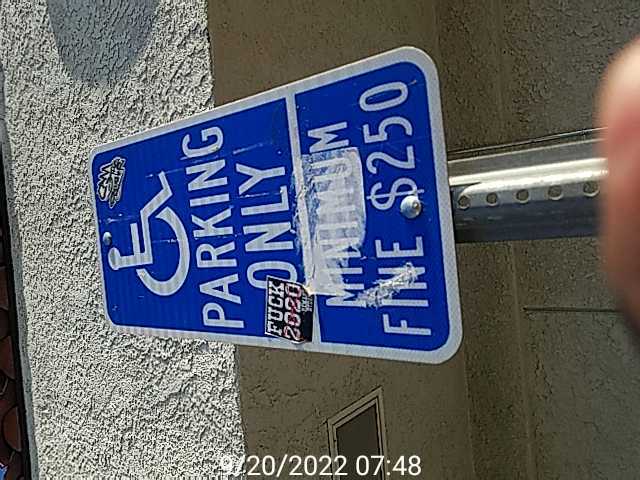 PARKING
ONLY
FUCK
2020
MINIMUM
FINE $250
9/20/2022 07:48